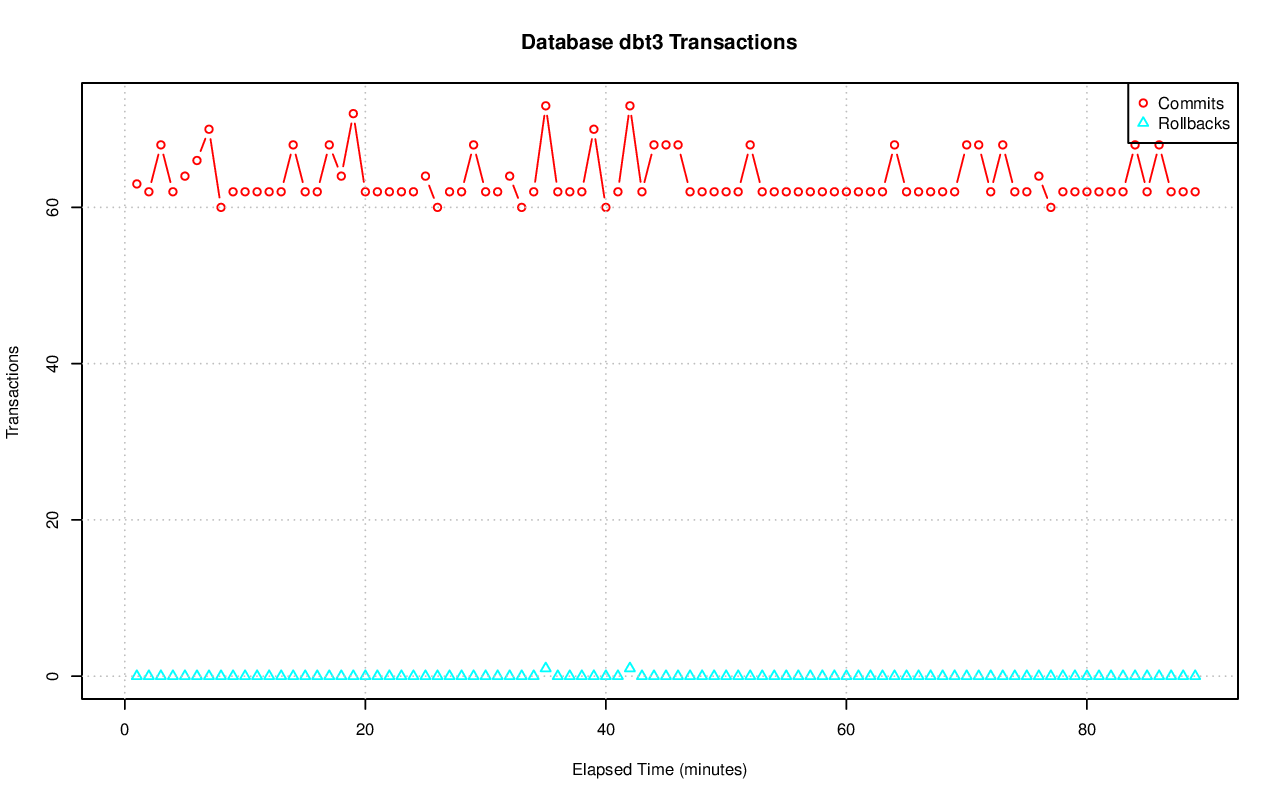 Database dbt3 Transactions
Commits
Rollbacks
Transactions
60
40
20
0
0 20 40 60 80
Elapsed Time (minutes)